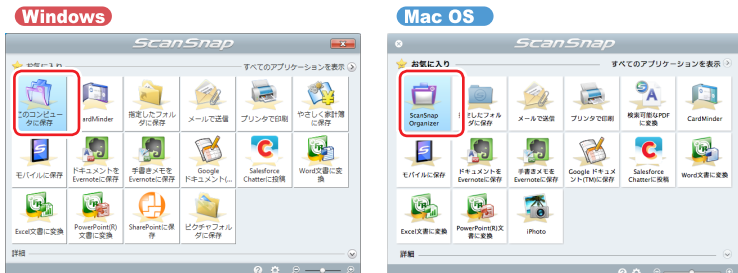 Windows
Mac OS
ScanSnap
お気に入り
すべてのアプリケーションを表示
このコンピュー
タに保存
CardMinder
指定したフォル
ダに保存
メールで送信
プリンタで印刷
やさしく家計簿
に保存
モバイルに保存
ドキュメントを
Evernoteに保存
手書きメモを
Evernoteに保存
Google
ドキュメント(...
Salesforce
Chatterに投稿
Word文書に変
換
Excel文書に変換
PowerPoint(R)
文書に変換
SharePointに保
存
ピクチャフォル
ダに保存
詳細
ScanSnap
お気に入り
すべてのアプリケーションを表示
ScanSnap
Organizer
指定したフォル
ダに保存
メールで送信
プリンタで印刷
検索可能なPDF
に変換
CardMinder
モバイルに保存
ドキュメントを
Evernoteに保存
手書きメモを
Evernoteに保存
Google ドキュメ
ント(TM)に保存
Salesforce
Chatterに投稿
Word文書に変換
Excel文書に変換
PowerPoint(R)文
書に変換
iPhoto
詳細